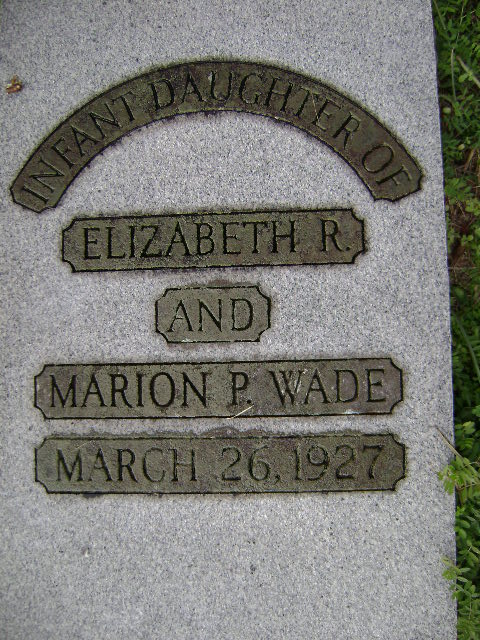 INFANT DAUGHTER OF
ELIZABETH R.
AND
MARION P. WADE
MARCH 26, 1927